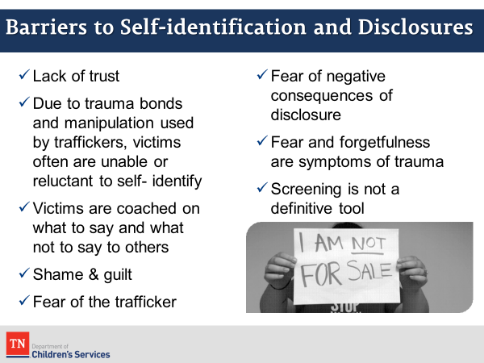 Barriers to Self-identification and Disclosures
Lack of trust
Due to trauma bonds
and manipulation used
by traffickers, victims
often are unable or
reluctant to self- identify
Victims are coached on
what to say and what
not to say to others
Shame & guilt
Fear of the trafficker
Fear of negative
consequences of
disclosure
Fear and forgetfulness
are symptoms of trauma
Screening is not a
definitive tool
I AM NOT
FOR SALE
STOP
TN
Department of
Children's Services